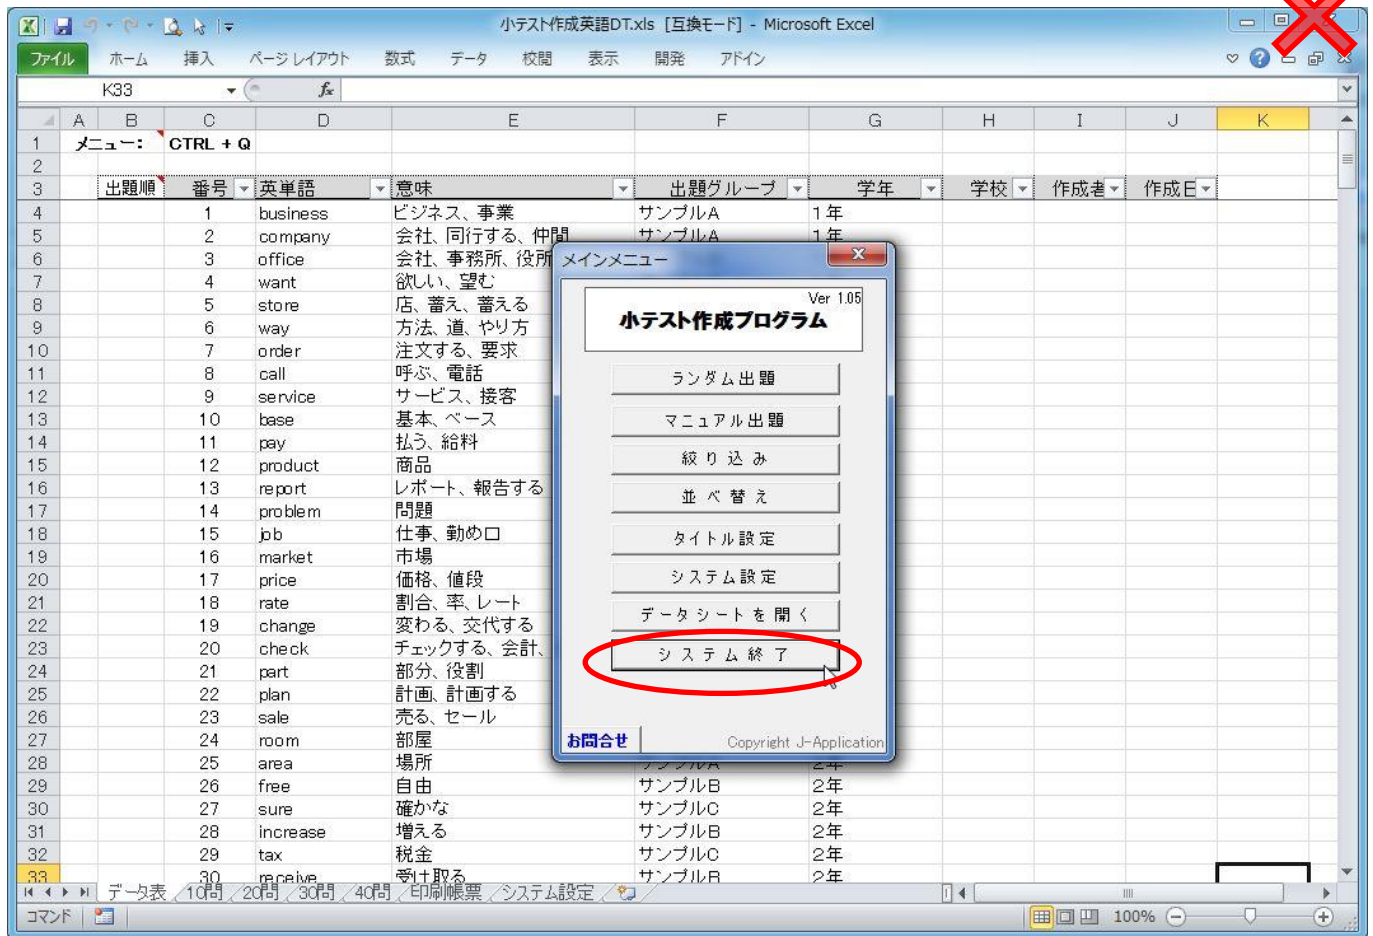 小テスト作成英語DT.xls [互換モード] - Microsoft Excel
ファイル ホーム 挿入 ページ レイアウト 数式 データ 校閲 表示 開発 アドイン
K33 fx
A B C D E F G H I J K
1 メニュー: CTRL + Q
2
3 出題順 番号 英単語 意味 出題グループ 学年 学校 作成者 作成日
4 1 business ビジネス、事業 サンプルA 1年
5 2 company 会社、同行する、仲間 サンプルA 1年
6 3 office 会社、事務所、役所
7 4 want 欲しい、望む
8 5 store 店、蓄え、蓄える
9 6 way 方法、道、やり方
10 7 order 注文する、要求
11 8 call 呼ぶ、電話
12 9 service サービス、接客
13 10 base 基本、ベース
14 11 pay 払う、給料
15 12 product 商品
16 13 report レポート、報告する
17 14 problem 問題
18 15 job 仕事、勤め口
19 16 market 市場
20 17 price 価格、値段
21 18 rate 割合、率、レート
22 19 change 変わる、交代する
23 20 check チェックする、会計、
24 21 part 部分、役割
25 22 plan 計画、計画する
26 23 sale 売る、セール
27 24 room 部屋
28 25 area 場所 サンプルA 2年
29 26 free 自由 サンプルB 2年
30 27 sure 確かな サンプルC 2年
31 28 increase 増える サンプルB 2年
32 29 tax 税金 サンプルC 2年
33 30 receive 受け取る サンプルB 2年
メインメニュー
Ver 1.05
小テスト作成プログラム
ランダム出題
マニュアル出題
絞り込み
並べ替え
タイトル設定
システム設定
データシートを開く
システム終了
お問合せ Copyright J-Application
データ表 10問 20問 30問 40問 印刷帳票 システム設定
コマンド 100%